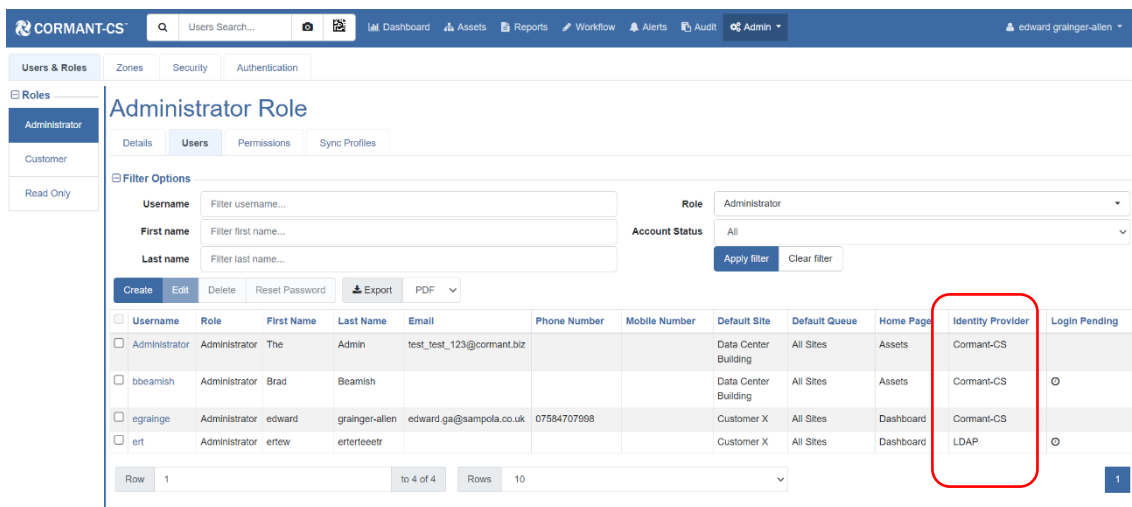 CORMANT-CS™ Users Search... Dashboard Assets Reports Workflow Alerts Audit Admin edward grainger-allen
Users & Roles Zones Security Authentication
Roles
Administrator
Customer
Read Only
Administrator Role
Details Users Permissions Sync Profiles
Filter Options
Username Filter username... Role Administrator
First name Filter first name... Account Status All
Last name Filter last name... Apply filter Clear filter
Create Edit Delete Reset Password Export PDF
Username Role First Name Last Name Email Phone Number Mobile Number Default Site Default Queue Home Page Identity Provider Login Pending
Administrator Administrator The Admin test_test_123@cormant.biz Data Center All Sites Assets Cormant-CS
Building
bbeamish Administrator Brad Beamish Data Center All Sites Assets Cormant-CS
Building
egrainge Administrator edward grainger-allen edward.ga@sampola.co.uk 07584707998 Customer X All Sites Dashboard Cormant-CS
ert Administrator ertew erterteeetr Customer X All Sites Dashboard LDAP
Row 1 to 4 of 4 Rows 10 1